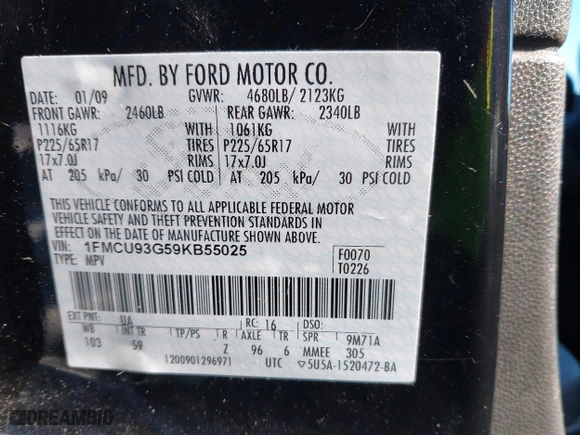 MFD. BY FORD MOTOR CO.
DATE: 01/09 GVWR: 4680LB/ 2123KG
FRONT GAWR: 2460LB REAR GAWR: 2340LB
1116KG WITH 1061KG WITH
P225/65R17 TIRES P225/65R17 TIRES
17x7.0J RIMS 17x7.0J RIMS
AT 205 kPa/ 30 PSI COLD AT 205 kPa/ 30 PSI COLD
THIS VEHICLE CONFORMS TO ALL APPLICABLE FEDERAL MOTOR
VEHICLE SAFETY AND THEFT PREVENTION STANDARDS IN
EFFECT ON THE DATE OF MANUFACTURE SHOWN ABOVE.
VIN: 1FMCU93G59KB55025 F0070
TYPE: MPV T0226
EXT PNT: UA RC: 16 DSO:
WB INT TR TP/PS R AXLE TR SPR 9M71A
103 59 Z 96 6 MMEE 305
1200901296971 UTC ▽5U5A-1520472-BA
DREAMBID